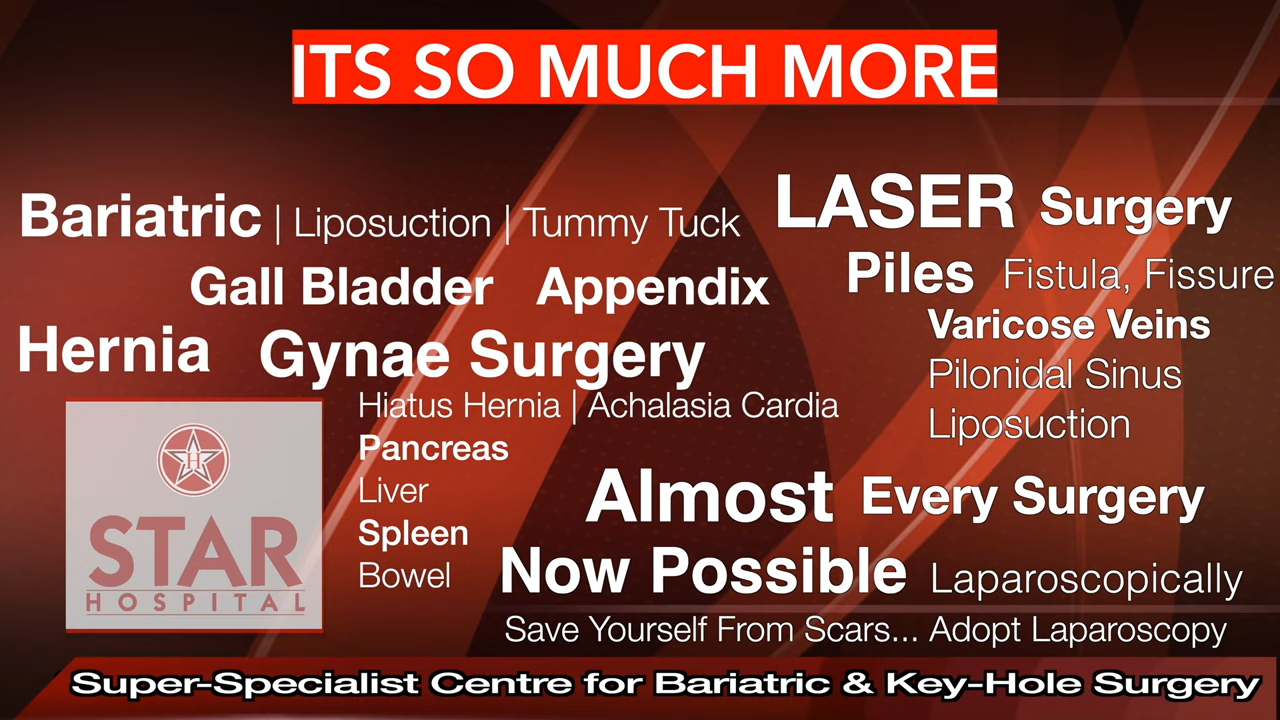 ITS SO MUCH MORE
Bariatric | Liposuction | Tummy Tuck
Gall Bladder Appendix
Hernia Gynae Surgery
Hiatus Hernia | Achalasia Cardia
Pancreas
Liver
Spleen
Bowel
LASER Surgery
Piles Fistula, Fissure
Varicose Veins
Pilonidal Sinus
Liposuction
Almost Every Surgery
Now Possible Laparoscopically
Save Yourself From Scars... Adopt Laparoscopy
H
STAR
HOSPITAL
Super-Specialist Centre for Bariatric & Key-Hole Surgery